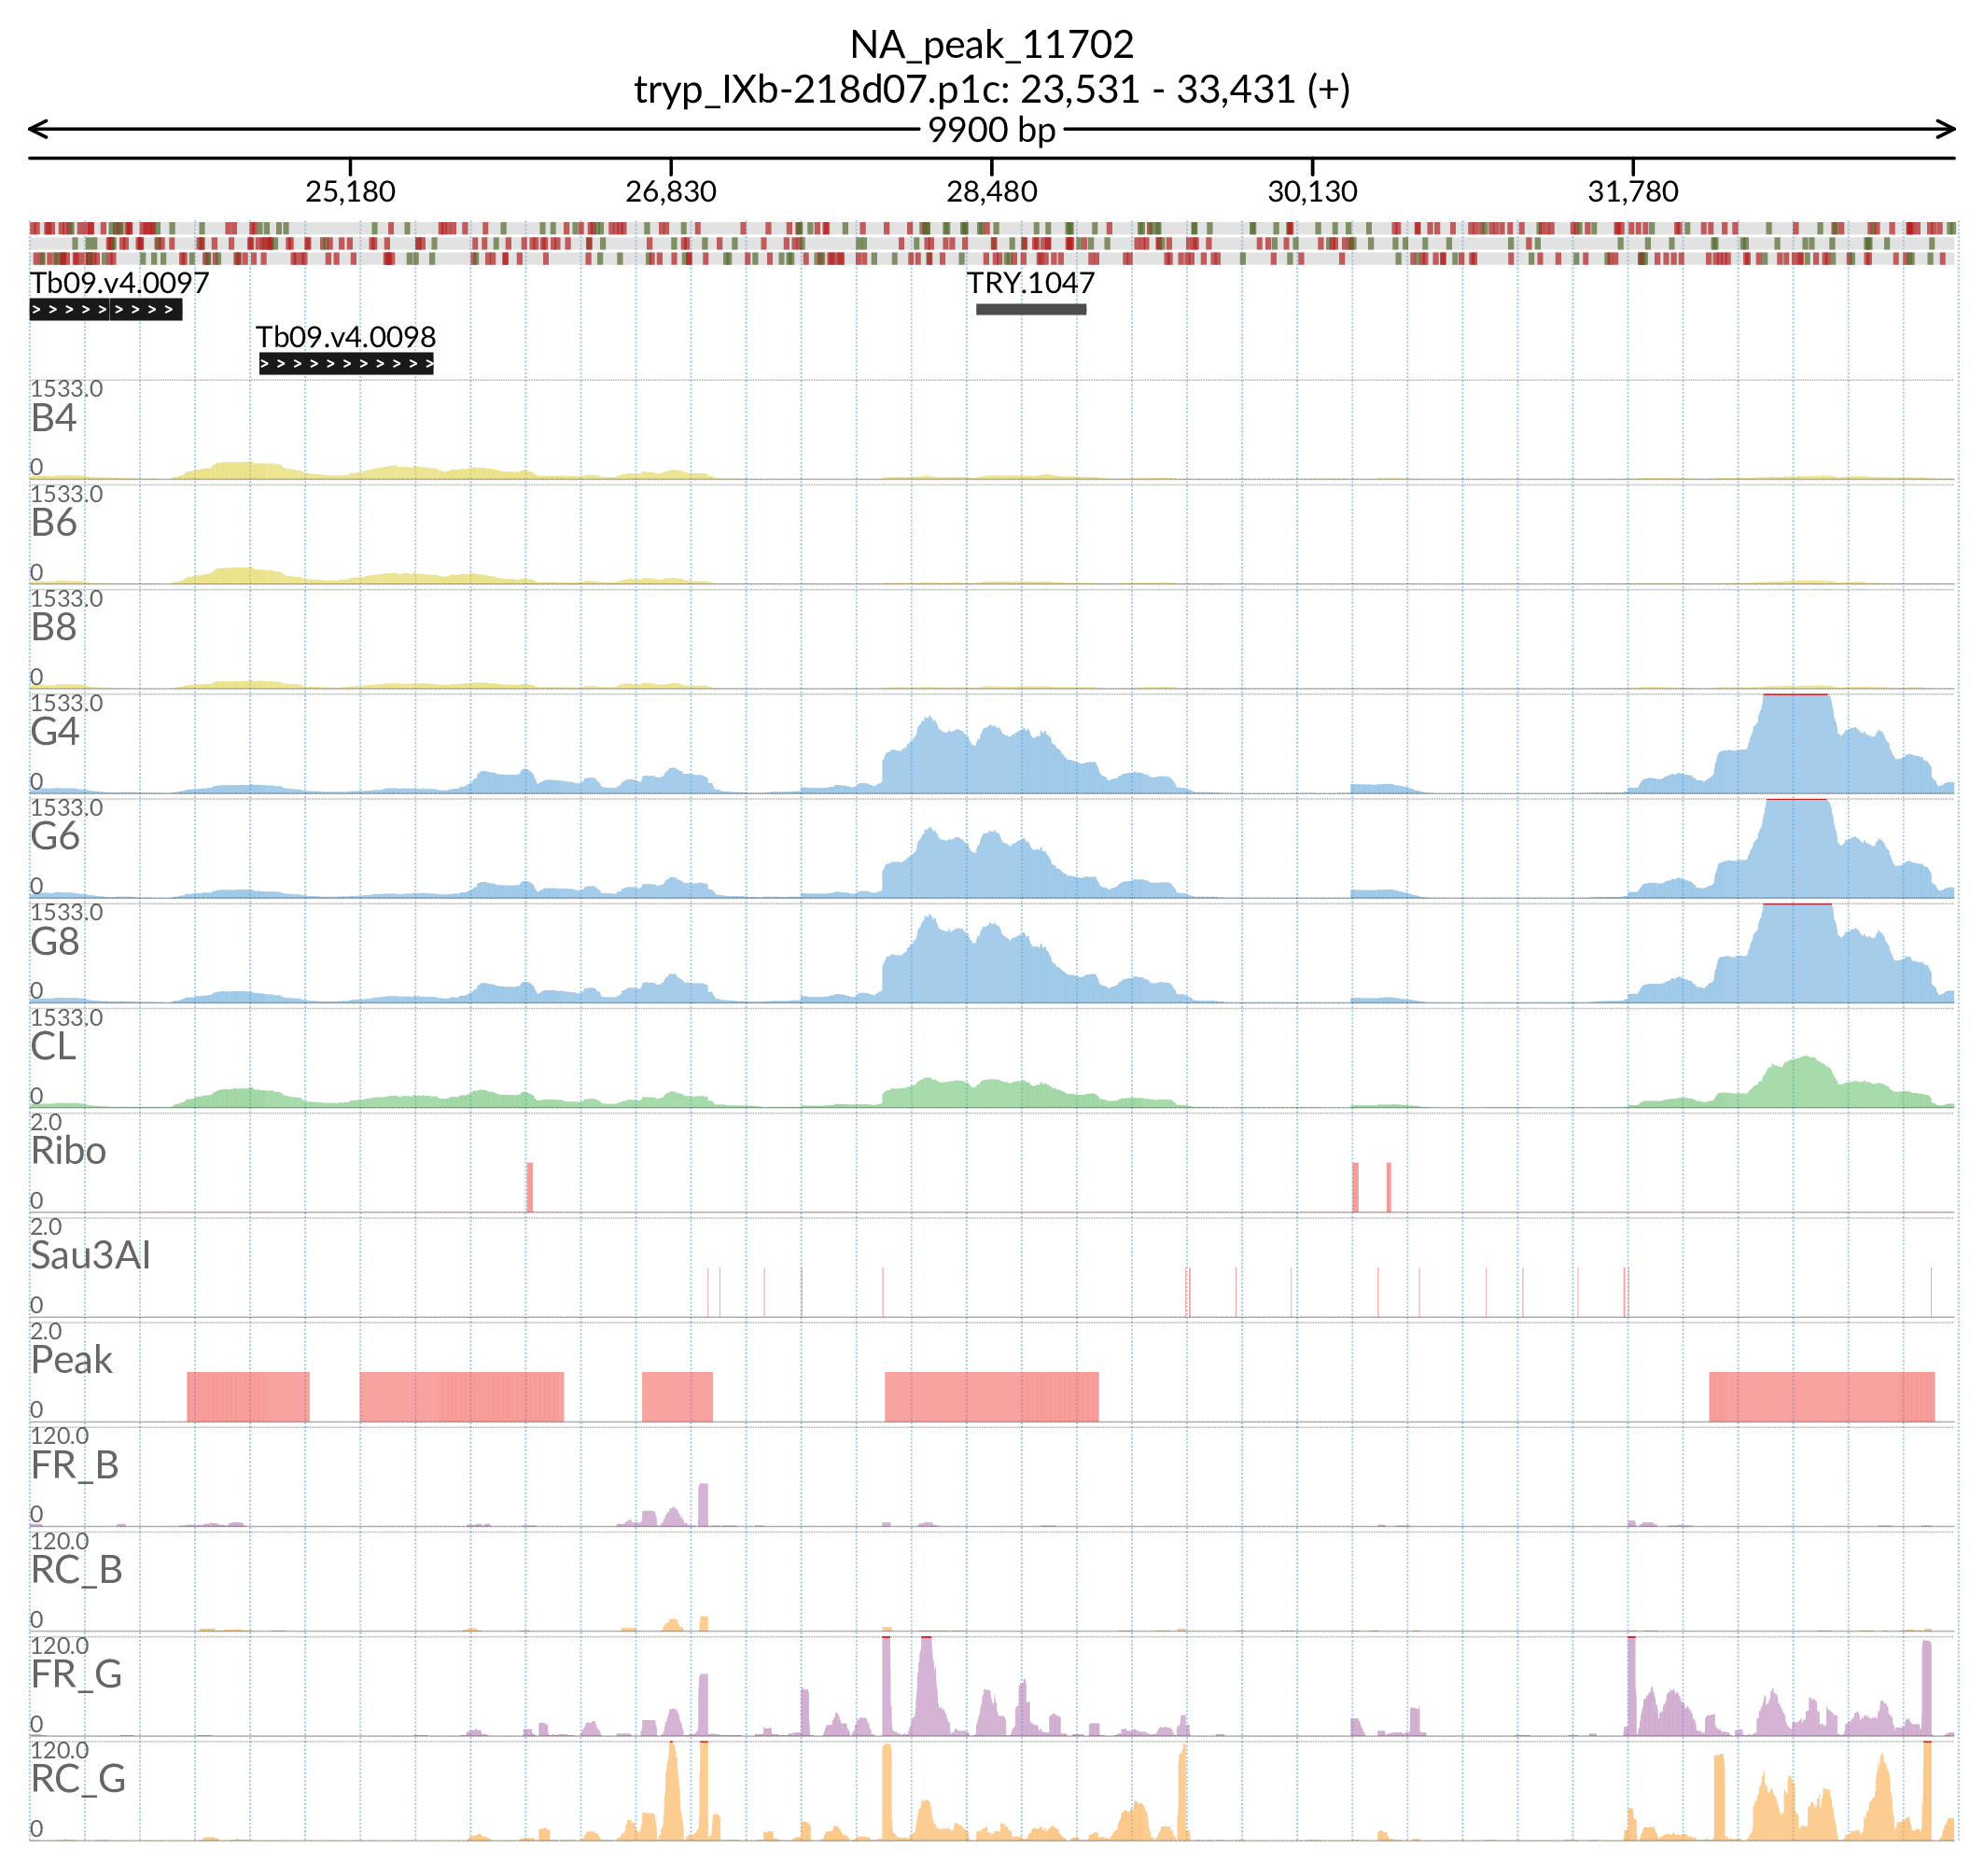 NA_peak_11702
tryp_IXb-218d07.p1c: 23,531 - 33,431 (+)
9900 bp
25,180 26,830 28,480 30,130 31,780
Tb09.v4.0097 TRY.1047
Tb09.v4.0098
1533.0
B4
0
1533.0
B6
0
1533.0
B8
0
1533.0
G4
0
1533.0
G6
0
1533.0
G8
0
1533.0
CL
0
2.0
Ribo
0
2.0
Sau3AI
0
2.0
Peak
0
120.0
FR_B
0
120.0
RC_B
0
120.0
FR_G
0
120.0
RC_G
0